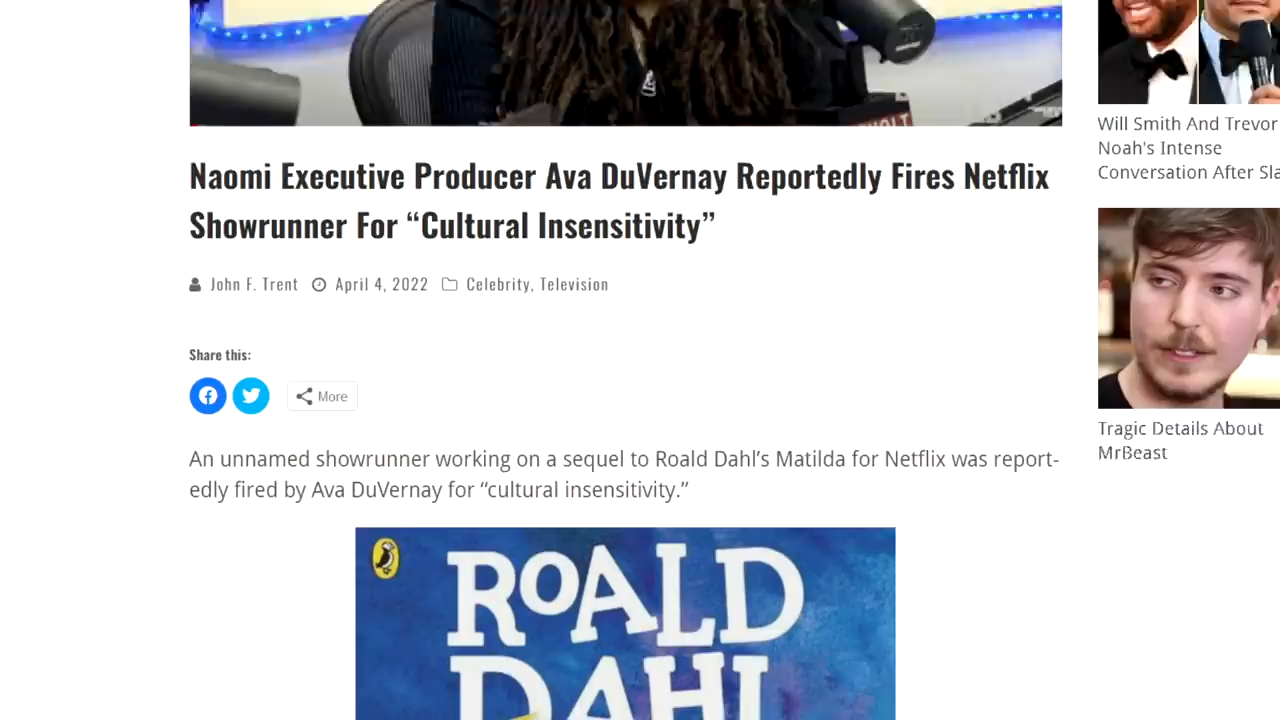 Naomi Executive Producer Ava DuVernay Reportedly Fires Netflix
Showrunner For “Cultural Insensitivity”
John F. Trent April 4, 2022 Celebrity, Television
Share this:
More
An unnamed showrunner working on a sequel to Roald Dahl’s Matilda for Netflix was report-
edly fired by Ava DuVernay for “cultural insensitivity.”
ROALD
DAHL
Will Smith And Trevor
Noah's Intense
Conversation After Sla
Tragic Details About
MrBeast